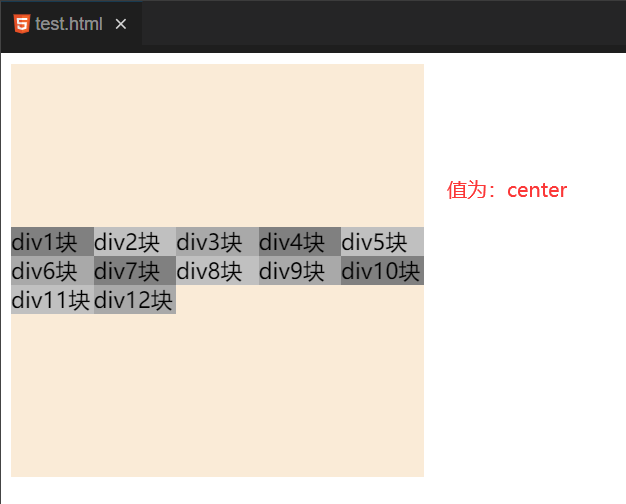 test.html ×
值为：center
div1块 div2块 div3块 div4块 div5块
div6块 div7块 div8块 div9块 div10块
div11块 div12块